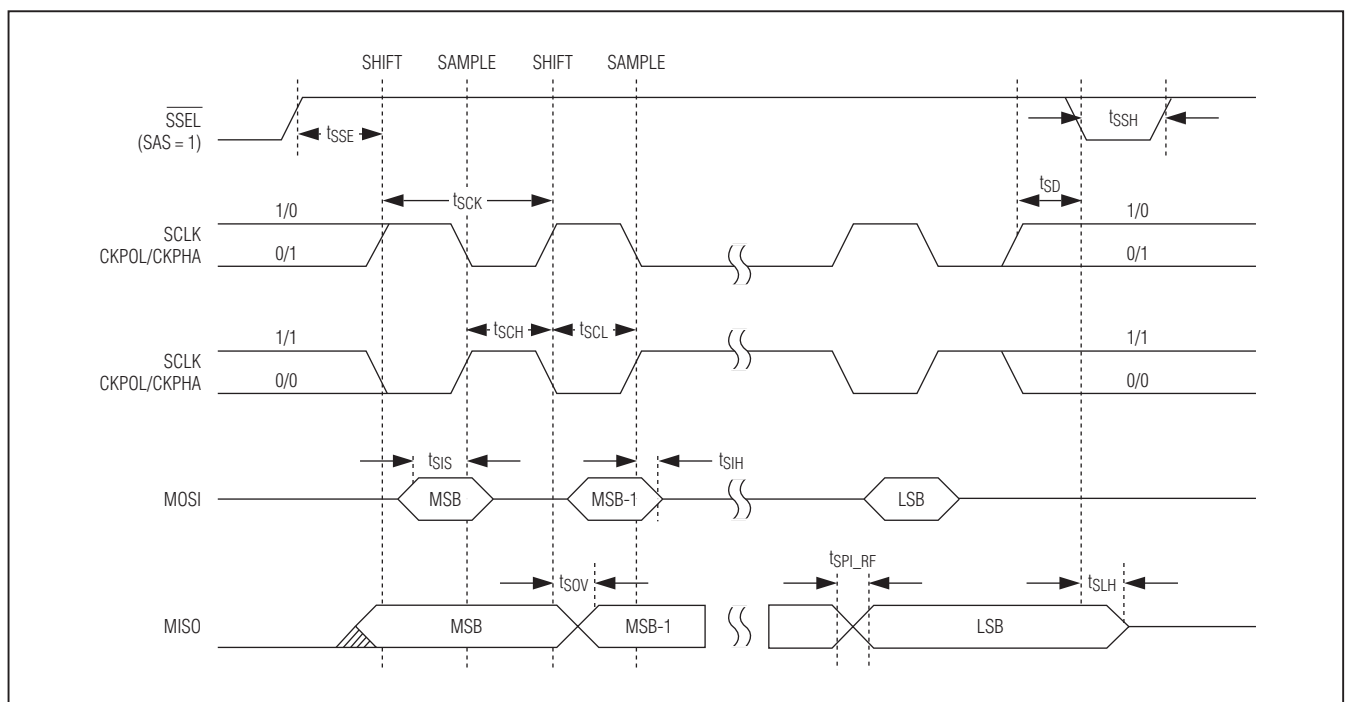 SHIFT SAMPLE SHIFT SAMPLE
SSEL
(SAS = 1)
tSSE
tSSH
tSD
tSCK
SCLK
CKPOL/CKPHA
1/0
0/1
1/0
0/1
tSCH
tSCL
SCLK
CKPOL/CKPHA
1/1
0/0
1/1
0/0
tSIS
tSIH
MOSI
MSB
MSB-1
LSB
tSOV
tSPI_RF
tSLH
MISO
MSB
MSB-1
LSB